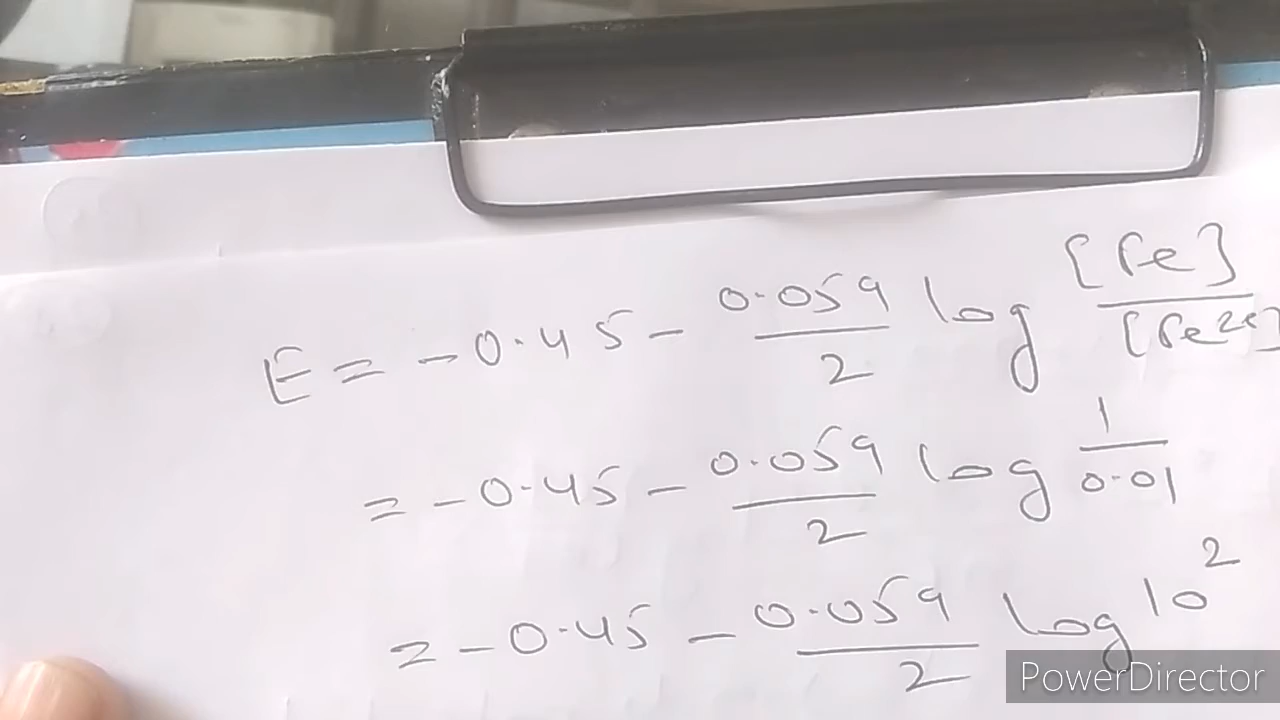 E = -0.45 - 0.059/2 log [Fe]/[Fe2+]
= -0.45 - 0.059/2 log 1/0.01
= -0.45 - 0.059/2 log 10^2
PowerDirector